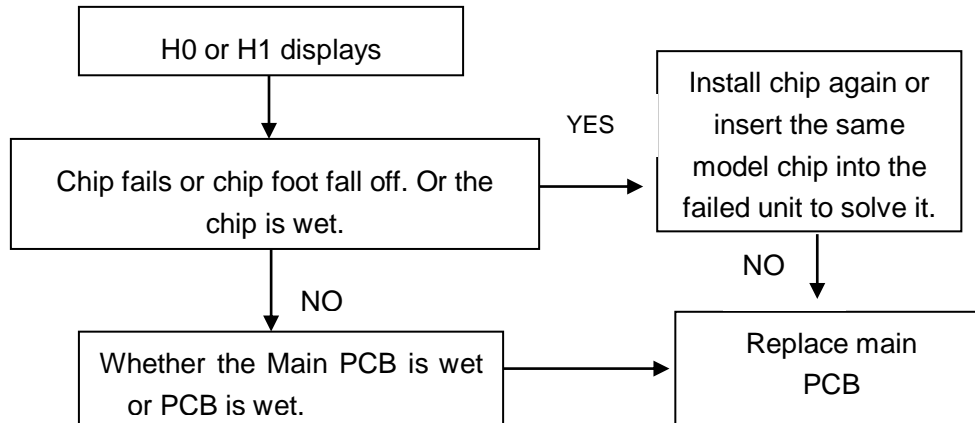 H0 or H1 displays
Chip fails or chip foot fall off. Or the
chip is wet.
YES
Install chip again or
insert the same
model chip into the
failed unit to solve it.
NO
NO
Whether the Main PCB is wet
or PCB is wet.
Replace main
PCB